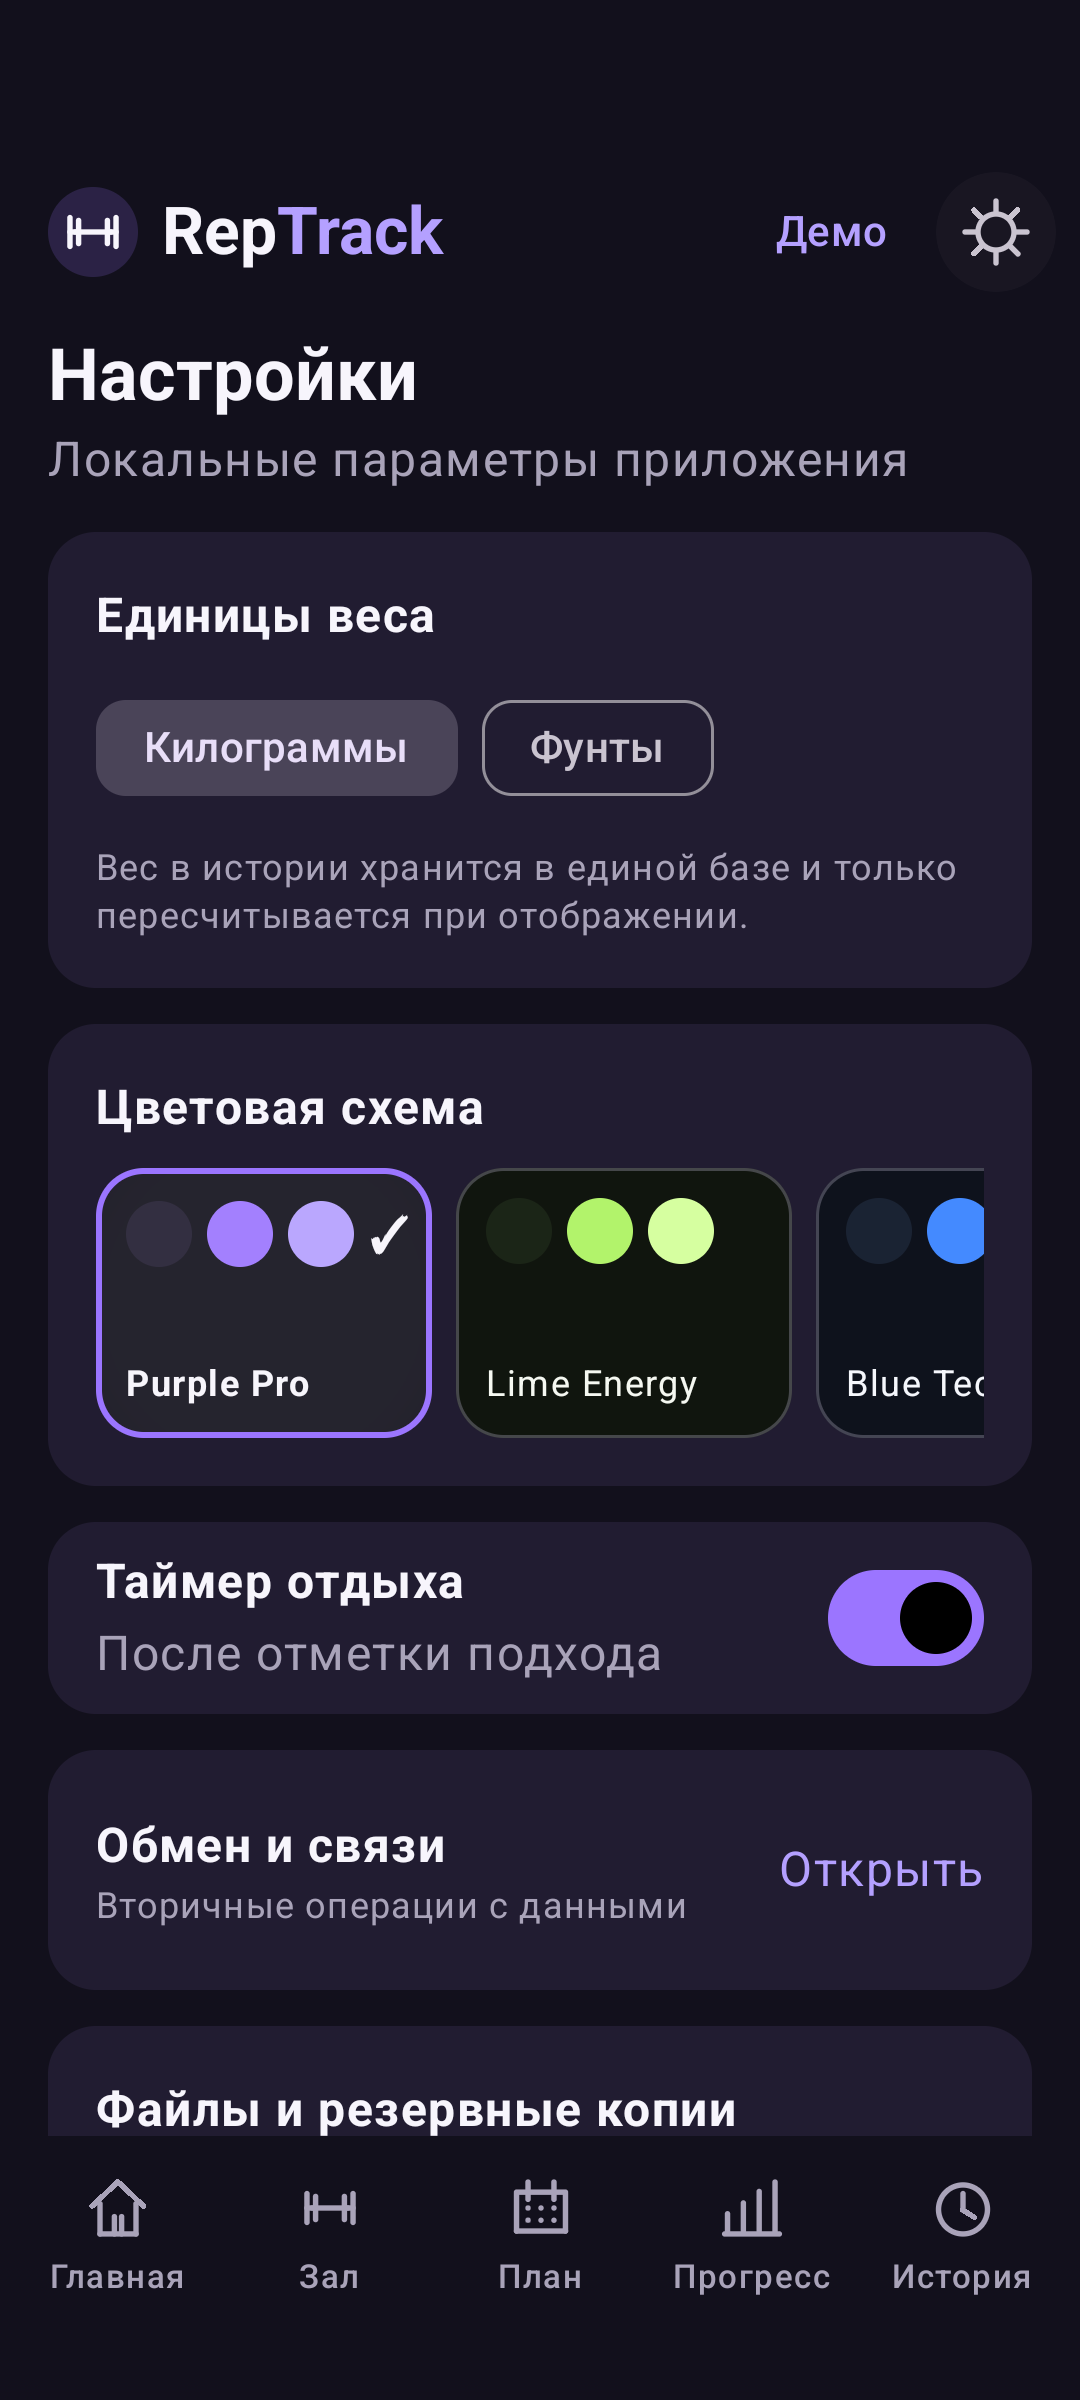 RepTrack
Демо
Настройки
Локальные параметры приложения
Единицы веса
Килограммы
Фунты
Вес в истории хранится в единой базе и только
пересчитывается при отображении.
Цветовая схема
Purple Pro
Lime Energy
Blue Tec
Таймер отдыха
После отметки подхода
Обмен и связи
Вторичные операции с данными
Открыть
Файлы и резервные копии
Главная
Зал
План
Прогресс
История